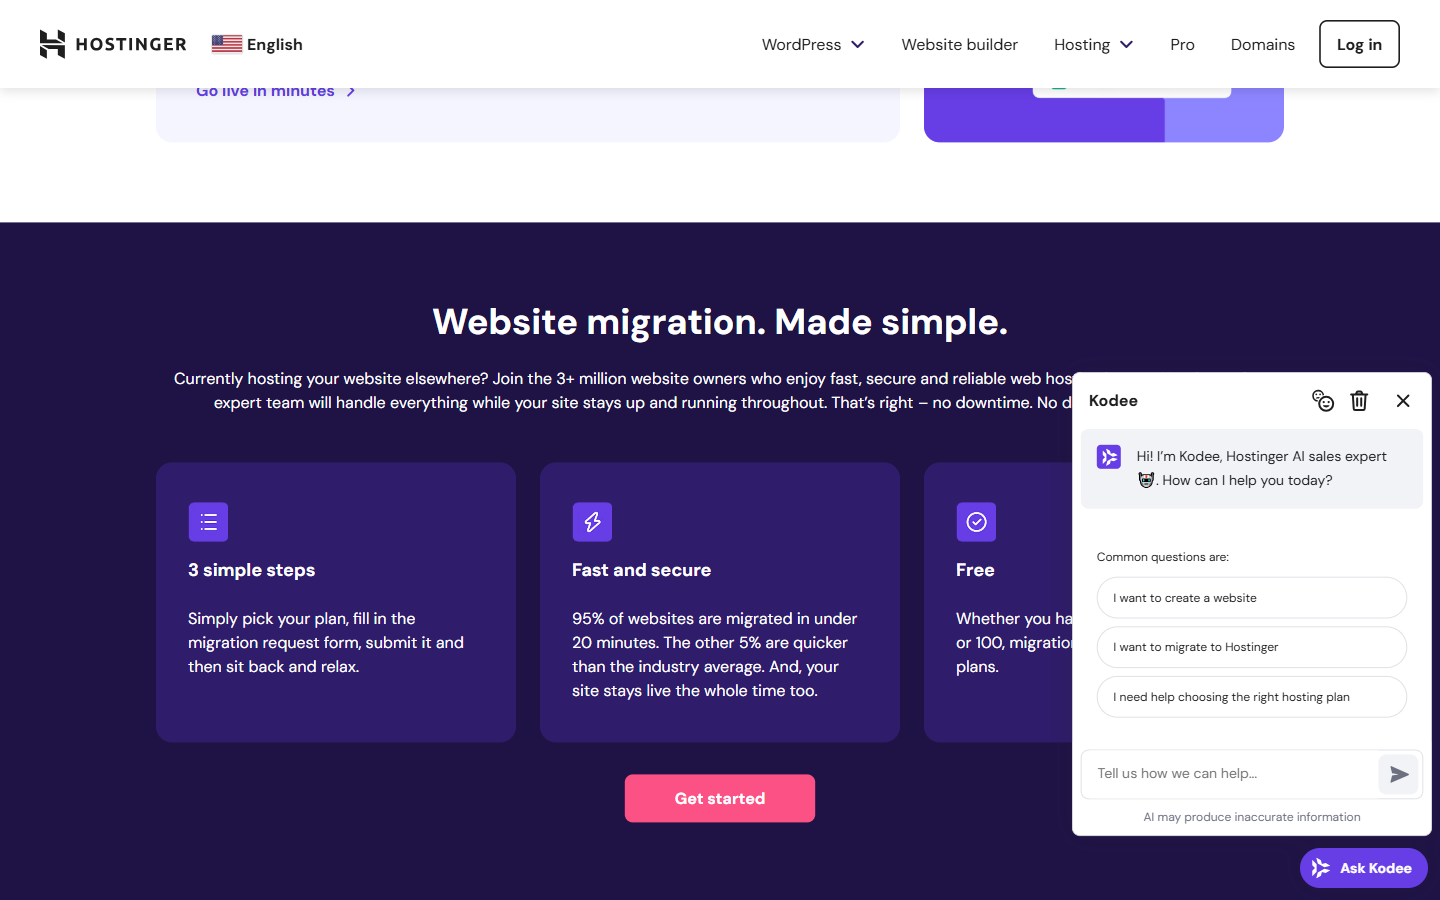 HOSTINGER
English
WordPress
Website builder
Hosting
Pro
Domains
Log in
Go live in minutes
Website migration. Made simple.
Currently hosting your website elsewhere? Join the 3+ million website owners who enjoy fast, secure and reliable web
expert team will handle everything while your site stays up and running throughout. That's right – no downtime. No
3 simple steps
Simply pick your plan, fill in the
migration request form, submit it and
then sit back and relax.
Fast and secure
95% of websites are migrated in under
20 minutes. The other 5% are quicker
than the industry average. And, your
site stays live the whole time too.
Free
Whether you
or 100,
plans.
Get started
Kodee
Hi! I'm Kodee, Hostinger AI sales expert
. How can I help you today?
Common questions are:
I want to create a website
I want to migrate to Hostinger
I need help choosing the right hosting plan
Tell us how we can help...
AI may produce inaccurate information
Ask Kodee